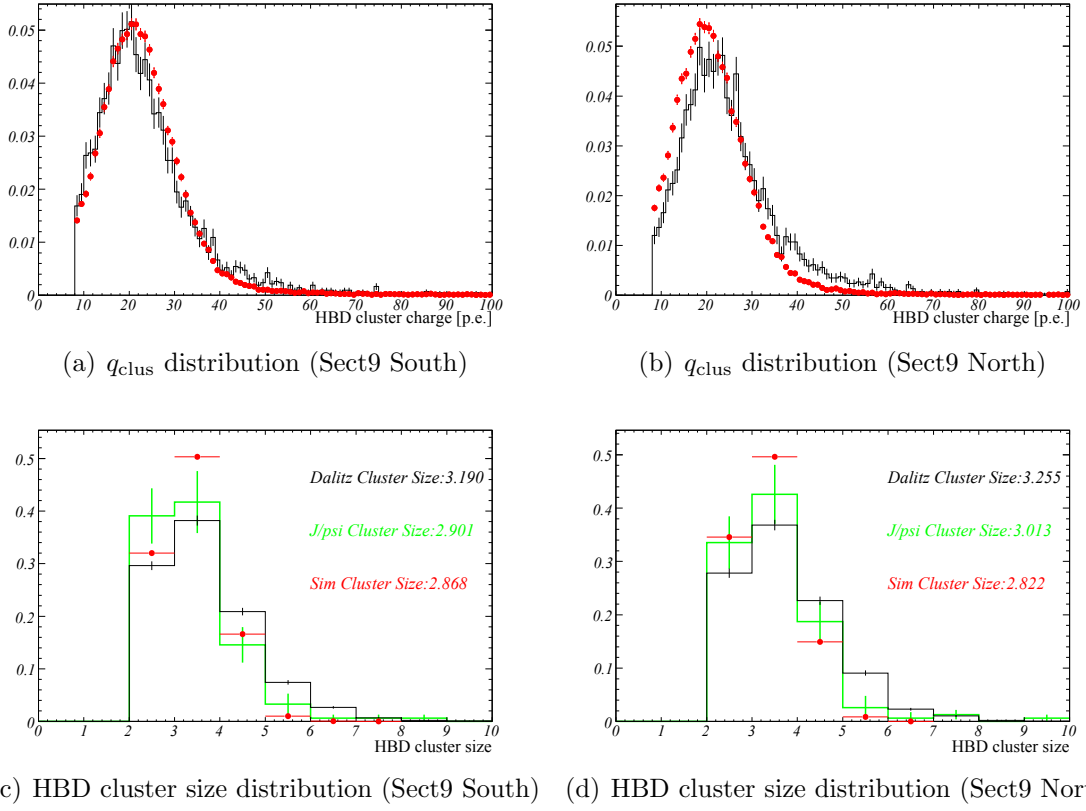 0.05
0.04
0.03
0.02
0.01
0
0 10 20 30 40 50 60 70 80 90 100
HBD cluster charge [p.e.]
(a) q_clus distribution (Sect9 South)
0.05
0.04
0.03
0.02
0.01
0
0 10 20 30 40 50 60 70 80 90 100
HBD cluster charge [p.e.]
(b) q_clus distribution (Sect9 North)
0.5
0.4
0.3
0.2
0.1
0
Dalitz Cluster Size:3.190
J/psi Cluster Size:2.901
Sim Cluster Size:2.868
0 1 2 3 4 5 6 7 8 9 10
HBD cluster size
c) HBD cluster size distribution (Sect9 South)
0.5
0.4
0.3
0.2
0.1
0
Dalitz Cluster Size:3.255
J/psi Cluster Size:3.013
Sim Cluster Size:2.822
0 1 2 3 4 5 6 7 8 9 10
HBD cluster size
(d) HBD cluster size distribution (Sect9 Nor